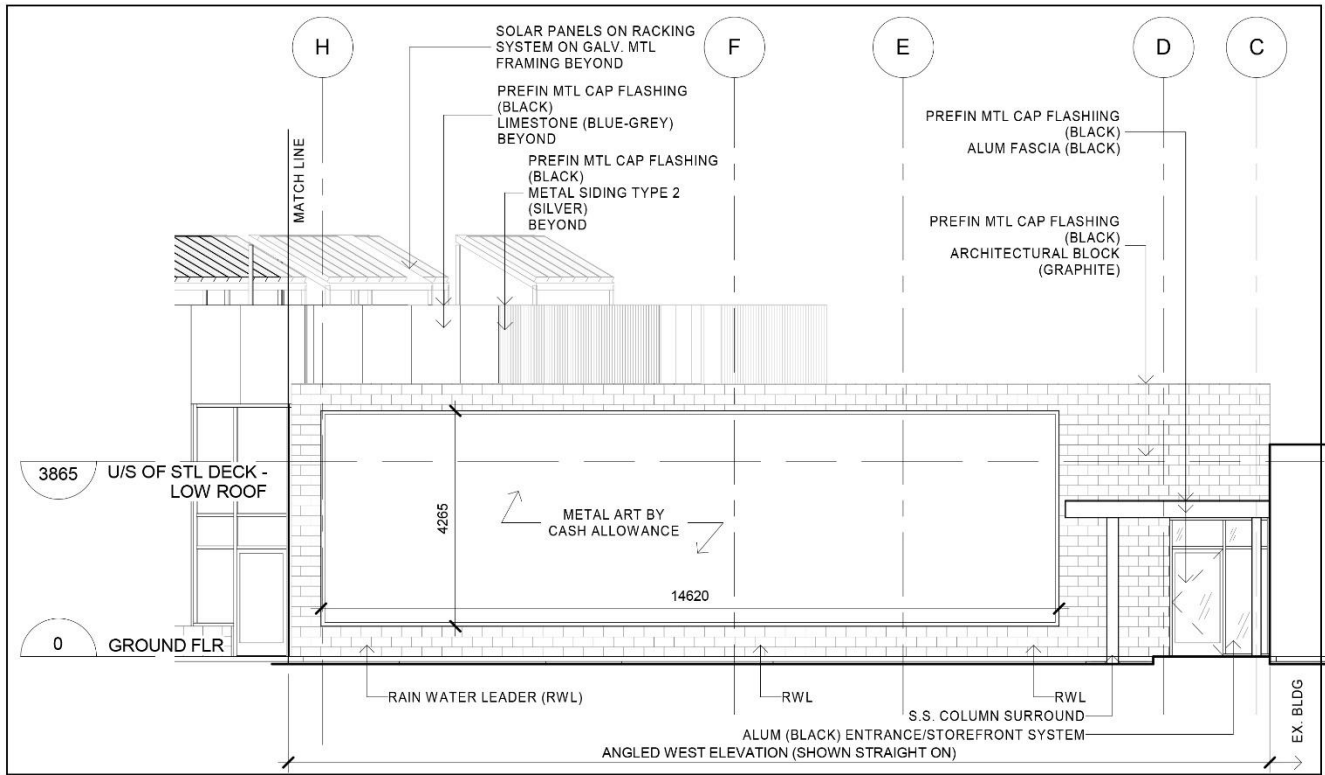 H
F
E
D
C
SOLAR PANELS ON RACKING
SYSTEM ON GALV. MTL
FRAMING BEYOND
PREFIN MTL CAP FLASHING
(BLACK)
LIMESTONE (BLUE-GREY)
BEYOND
PREFIN MTL CAP FLASHING
(BLACK)
METAL SIDING TYPE 2
(SILVER)
BEYOND
PREFIN MTL CAP FLASHIING
(BLACK)
ALUM FASCIA (BLACK)
PREFIN MTL CAP FLASHING
(BLACK)
ARCHITECTURAL BLOCK
(GRAPHITE)
MATCH LINE
3865
U/S OF STL DECK -
LOW ROOF
4265
METAL ART BY
CASH ALLOWANCE
14620
0
GROUND FLR
RAIN WATER LEADER (RWL)
RWL
RWL
S.S. COLUMN SURROUND
ALUM (BLACK) ENTRANCE/STOREFRONT SYSTEM
ANGLED WEST ELEVATION (SHOWN STRAIGHT ON)
EX. BLDG